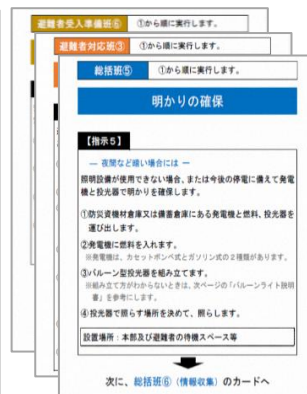 避難者受入準備班⑥ ①から順に実行します。
避難者対応班③ ①から順に実行します。
総括班⑤ ①から順に実行します。
明かりの確保
【指示5】
― 夜間など暗い場合には ―
照明設備が使用できない場合、または今後の停電に備えて発電
機と投光器で明かりを確保します。
①防災資機材倉庫又は備蓄倉庫にある発電機と燃料、投光器を
運び出します。
②発電機に燃料を入れます。
※発電機は、カセットボンベ式とガソリン式の2種類があります。
③バルーン型投光器を組み立てます。
※組み立て方がわからないときは、次ページの「バルーンライト説明
書」を参考にします。
④投光器で照らす場所を決めて、照らします。
設置場所：本部及び避難者の待機スペース等
次に、総括班⑥（情報収集）のカードへ